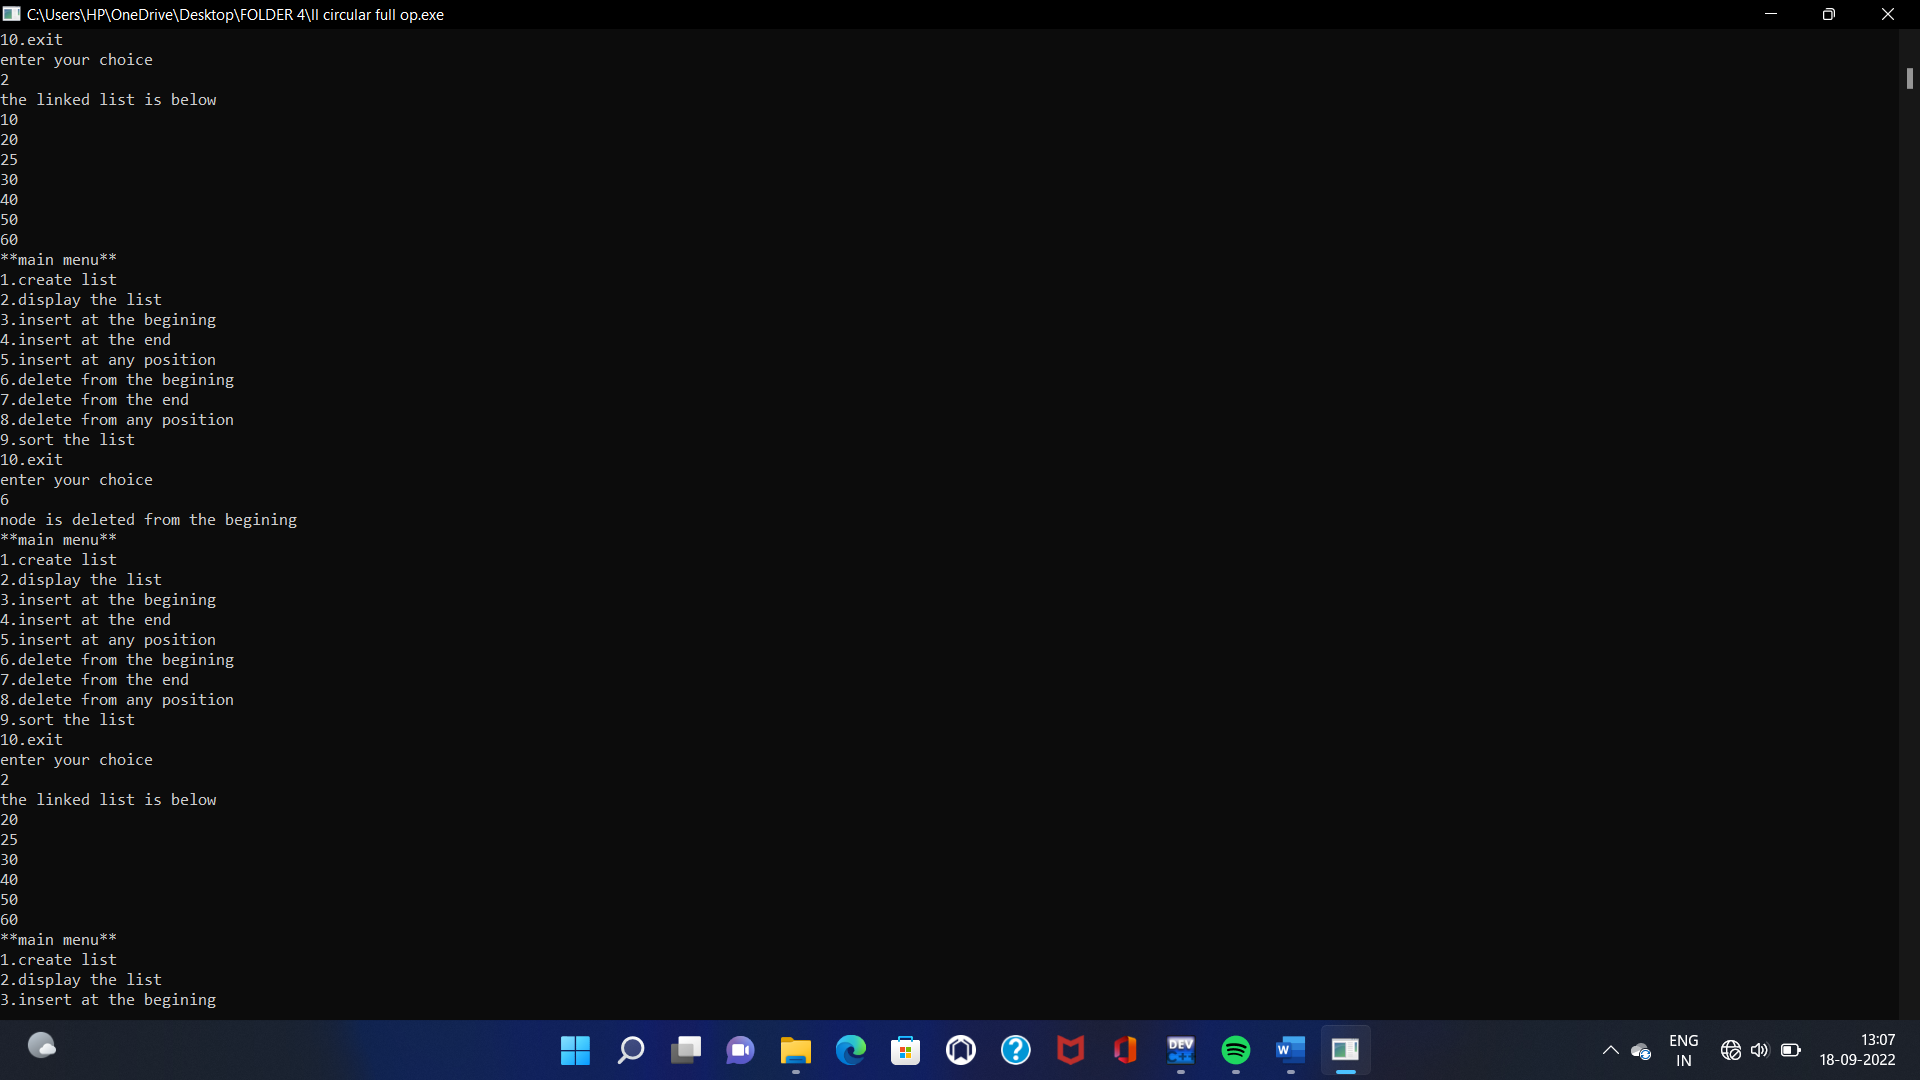 C:\Users\HP\OneDrive\Desktop\FOLDER 4\ll circular full op.exe
10.exit
enter your choice
2
the linked list is below
10
20
25
30
40
50
60
**main menu**
1.create list
2.display the list
3.insert at the begining
4.insert at the end
5.insert at any position
6.delete from the begining
7.delete from the end
8.delete from any position
9.sort the list
10.exit
enter your choice
6
node is deleted from the begining
**main menu**
1.create list
2.display the list
3.insert at the begining
4.insert at the end
5.insert at any position
6.delete from the begining
7.delete from the end
8.delete from any position
9.sort the list
10.exit
enter your choice
2
the linked list is below
20
25
30
40
50
60
**main menu**
1.create list
2.display the list
3.insert at the begining
DEV
C++
W
ENG
IN
13:07
18-09-2022